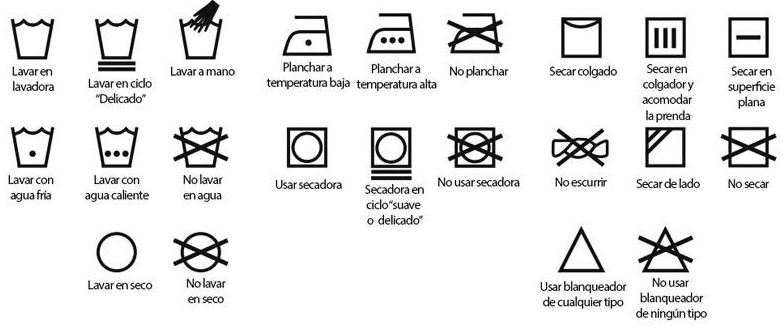 Lavar en
lavadora
Lavar en ciclo
"Delicado"
Lavar a mano
Planchar a
temperatura baja
Planchar a
temperatura alta
No planchar
Secar colgado
Secar en
colgador y
acomodar
la prenda
Secar en
superficie
plana
Lavar con
agua fría
Lavar con
agua caliente
No lavar
en agua
Usar secadora
Secadora en
ciclo "suave
o delicado"
No usar secadora
No escurrir
Secar de lado
No secar
Lavar en seco
No lavar
en seco
Usar blanqueador
de cualquier tipo
No usar
blanqueador
de ningún tipo